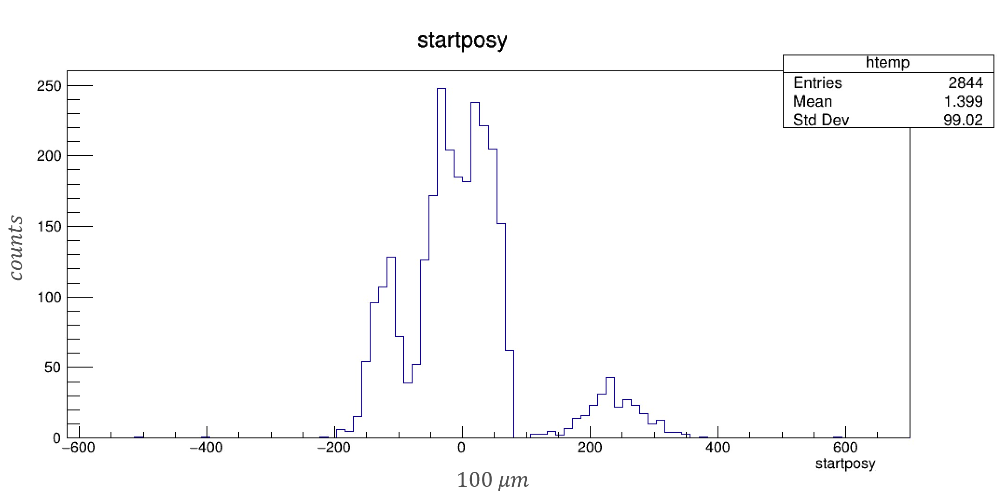 startposy
htemp
Entries 2844
Mean 1.399
Std Dev 99.02
250
200
150
100
50
0
counts
−600 −400 −200 0 200 400 600
startposy
100 μm